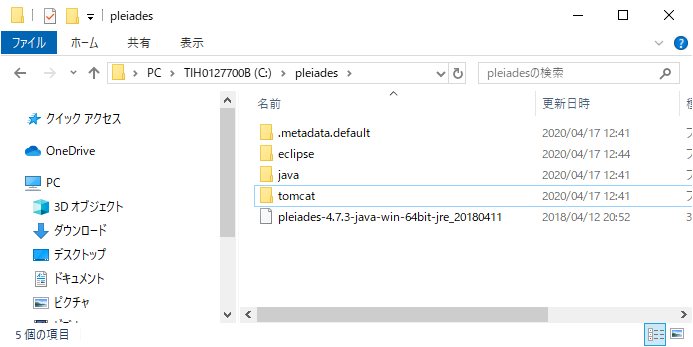 pleiades
ファイル ホーム 共有 表示
PC TIH0127700B (C:) pleiades pleiadesの検索
名前 更新日時
クイック アクセス
OneDrive
PC
3D オブジェクト
ダウンロード
デスクトップ
ドキュメント
ピクチャ
.metadata.default 2020/04/17 12:41
eclipse 2020/04/17 12:44
java 2020/04/17 12:41
tomcat 2020/04/17 12:41
pleiades-4.7.3-java-win-64bit-jre_20180411 2018/04/12 20:52
5 個の項目